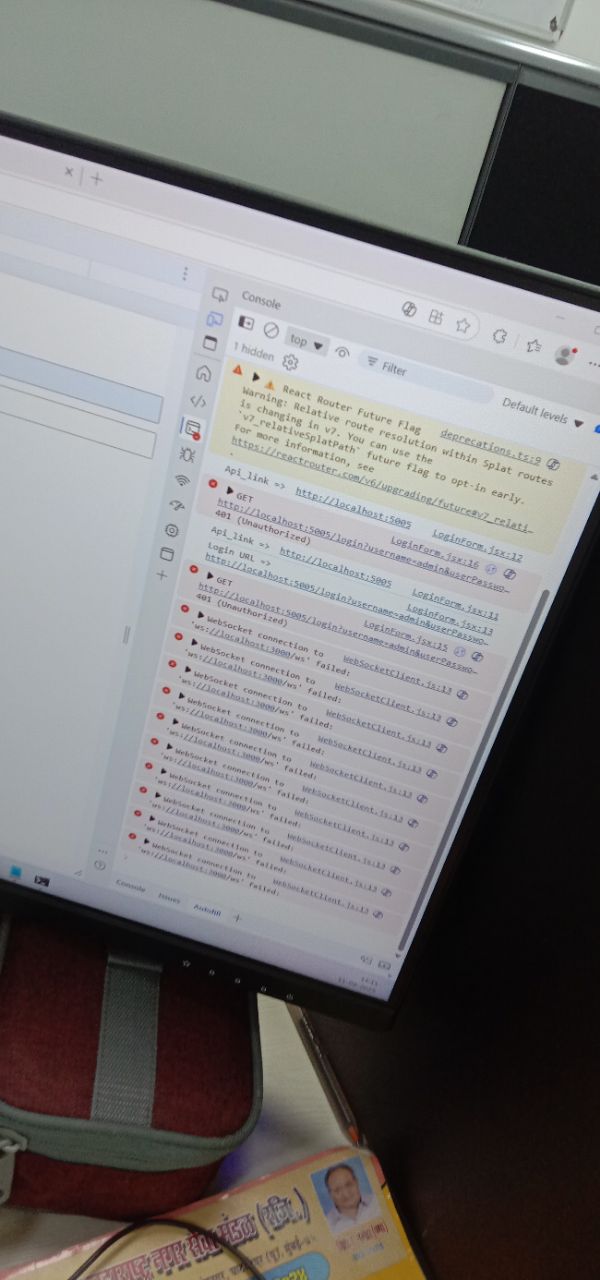 Console
top
Filter
Default levels
1 hidden
React Router Future Flag
Warning: Relative route resolution within Splat routes
is changing in v7. You can use the
`v7_relativeSplatPath` future flag to opt-in early.
For more information, see
https://reactrouter.com/v6/upgrading/future#v7_relati…
.
deprecations.ts:9
Api_link => http://localhost:5005
LoginForm.jsx:12
GET
LoginForm.jsx:16
http://localhost:5005/login?username=admin&userPasswo…
401 (Unauthorized)
Api_link => http://localhost:5005
LoginForm.jsx:11
Login URL =>
LoginForm.jsx:13
http://localhost:5005/login?username=admin&userPasswo…
GET
LoginForm.jsx:15
http://localhost:5005/login?username=admin&userPasswo…
401 (Unauthorized)
WebSocket connection to
WebSocketClient.js:13
'ws://localhost:3000/ws' failed:
WebSocket connection to
WebSocketClient.js:13
'ws://localhost:3000/ws' failed:
WebSocket connection to
WebSocketClient.js:13
'ws://localhost:3000/ws' failed:
WebSocket connection to
WebSocketClient.js:13
'ws://localhost:3000/ws' failed:
WebSocket connection to
WebSocketClient.js:13
'ws://localhost:3000/ws' failed:
WebSocket connection to
WebSocketClient.js:13
'ws://localhost:3000/ws' failed:
WebSocket connection to
WebSocketClient.js:13
'ws://localhost:3000/ws' failed:
WebSocket connection to
WebSocketClient.js:13
'ws://localhost:3000/ws' failed:
WebSocket connection to
WebSocketClient.js:13
'ws://localhost:3000/ws' failed:
Console
Issues
Autofill
नगर सेवा मंडळ (रजि.)